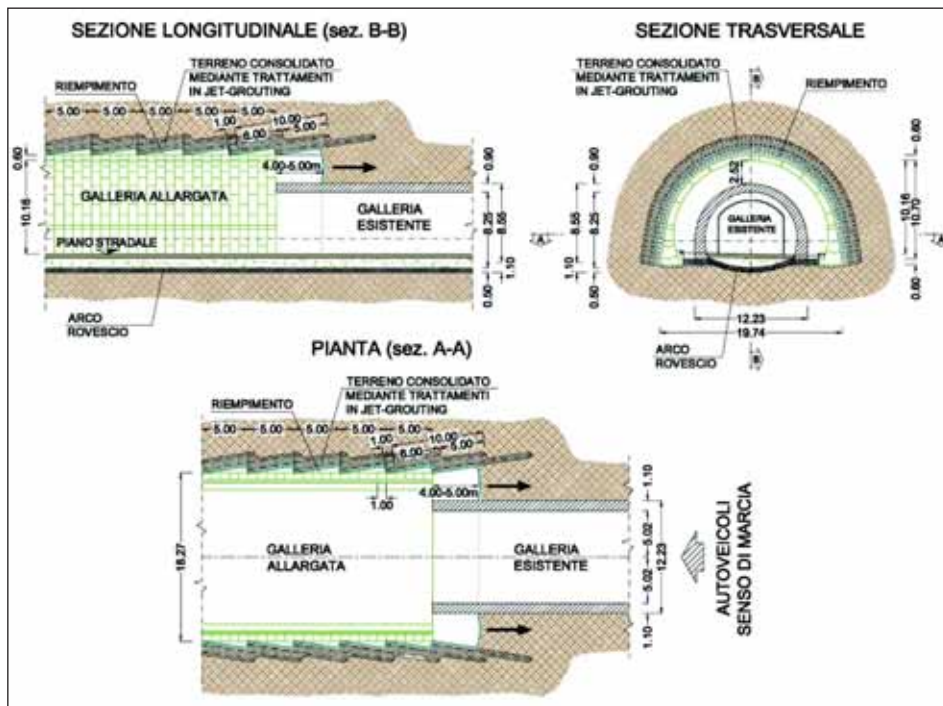 SEZIONE LONGITUDINALE (sez. B-B)
TERRENO CONSOLIDATO
MEDIANTE TRATTAMENTI
IN JET-GROUTING
RIEMPIMENTO
5.00 5.00 5.00 5.00 5.00
1.00 10.00
6.00 5.00
4.00-5.00m
0.60
10.16
GALLERIA ALLARGATA
GALLERIA
ESISTENTE
PIANO STRADALE
ARCO
ROVESCIO
0.90
8.25
8.55
1.10
0.50
SEZIONE TRASVERSALE
TERRENO CONSOLIDATO
MEDIANTE TRATTAMENTI
IN JET-GROUTING
RIEMPIMENTO
B
2.52
GALLERIA
ESISTENTE
A
A
0.90
8.55
8.25
1.10
0.50
0.60
10.16
10.70
0.60
12.23
19.74
ARCO
ROVESCIO
B
PIANTA (sez. A-A)
TERRENO CONSOLIDATO
MEDIANTE TRATTAMENTI
IN JET-GROUTING
RIEMPIMENTO
5.00 5.00 5.00 5.00 5.00
1.00 10.00
6.00 5.00
4.00-5.00m
1.00
GALLERIA
ALLARGATA
GALLERIA
ESISTENTE
1.10
5.02
5.02
12.23
1.10
AUTOVEICOLI
SENSO DI MARCIA